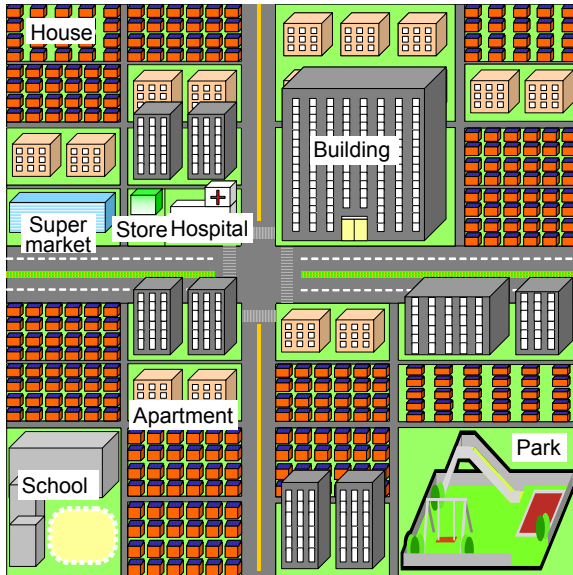 House
Building
Super
market
Store
Hospital
Apartment
School
Park